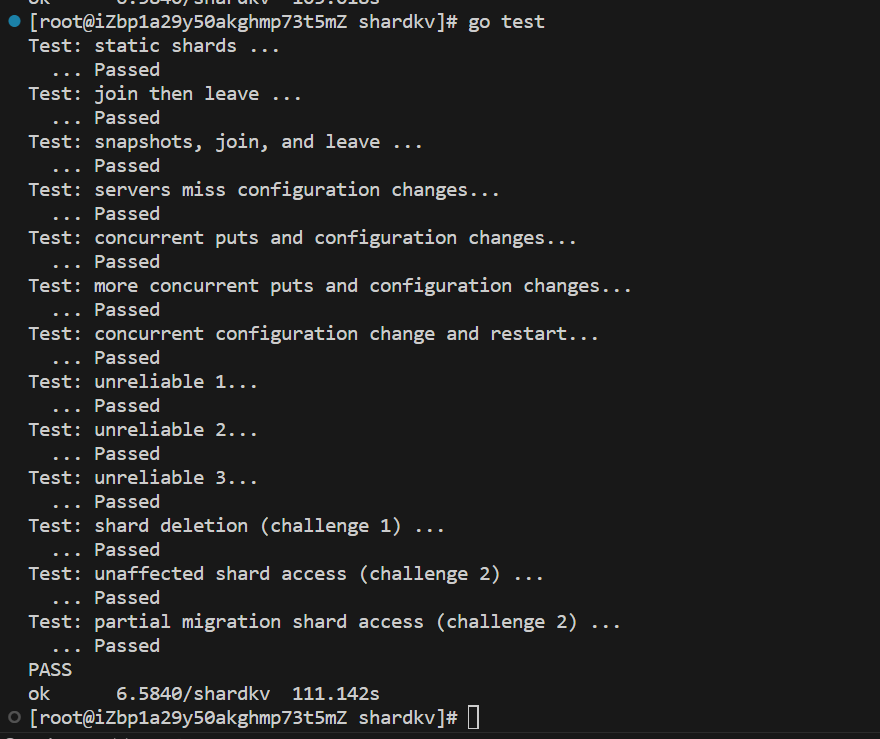 ok      6.5840/shardkv  109.618s
[root@iZbp1a29y50akghmp73t5mZ shardkv]# go test
Test: static shards ...
  ... Passed
Test: join then leave ...
  ... Passed
Test: snapshots, join, and leave ...
  ... Passed
Test: servers miss configuration changes...
  ... Passed
Test: concurrent puts and configuration changes...
  ... Passed
Test: more concurrent puts and configuration changes...
  ... Passed
Test: concurrent configuration change and restart...
  ... Passed
Test: unreliable 1...
  ... Passed
Test: unreliable 2...
  ... Passed
Test: unreliable 3...
  ... Passed
Test: shard deletion (challenge 1) ...
  ... Passed
Test: unaffected shard access (challenge 2) ...
  ... Passed
Test: partial migration shard access (challenge 2) ...
  ... Passed
PASS
ok      6.5840/shardkv  111.142s
[root@iZbp1a29y50akghmp73t5mZ shardkv]#